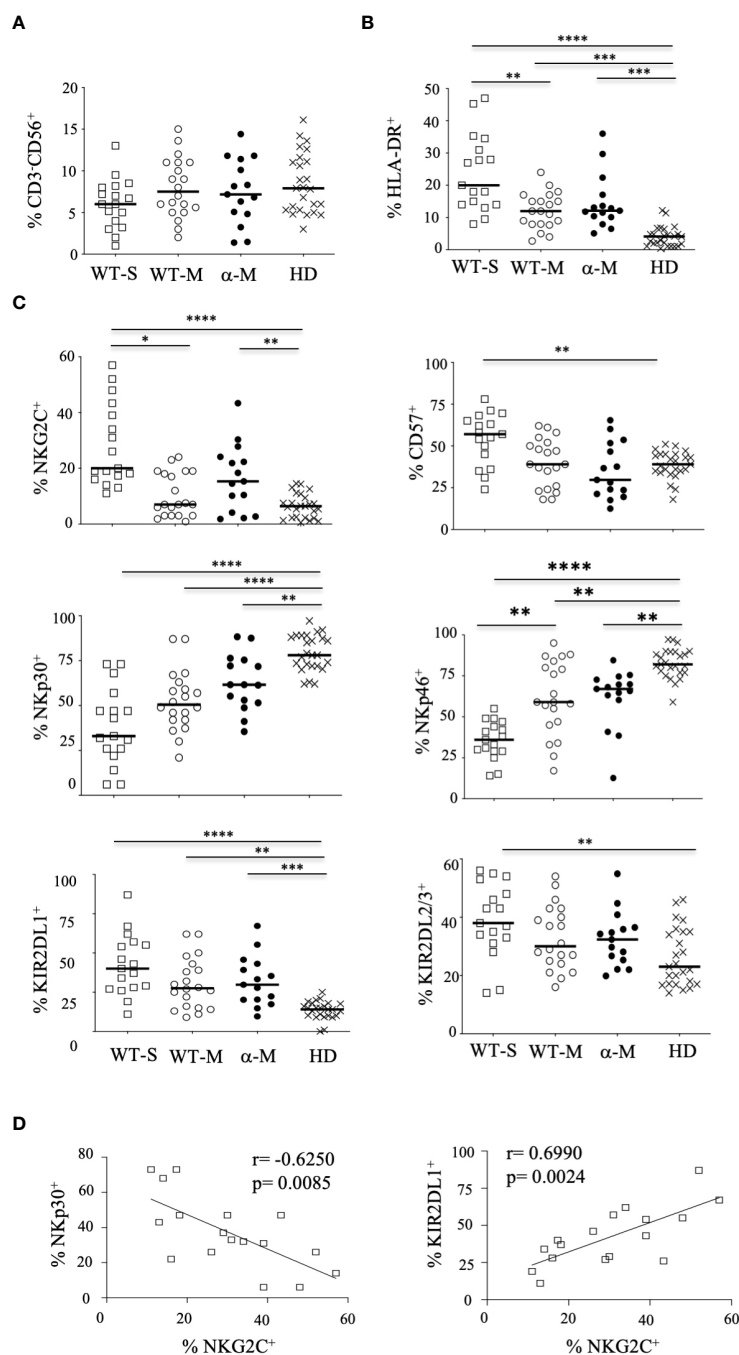 A
B
****
***
**
***
% CD3-CD56+
20
15
10
5
0
WT-S WT-M α-M HD
% HLA-DR+
50
40
30
20
10
0
WT-S WT-M α-M HD
C
****
*
**
% NKG2C+
60
40
20
0
**
% CD57+
100
75
50
25
0
****
****
**
% NKp30+
100
75
50
25
0
****
**
**
**
% NKp46+
100
75
50
25
0
****
**
***
% KIR2DL1+
100
75
50
25
0
WT-S WT-M α-M HD
**
% KIR2DL2/3+
60
40
20
0
WT-S WT-M α-M HD
D
r= -0.6250
p= 0.0085
% NKp30+
80
60
40
20
0
0 20 40 60
% NKG2C+
r= 0.6990
p= 0.0024
% KIR2DL1+
100
75
50
25
0
0 20 40 60
% NKG2C+